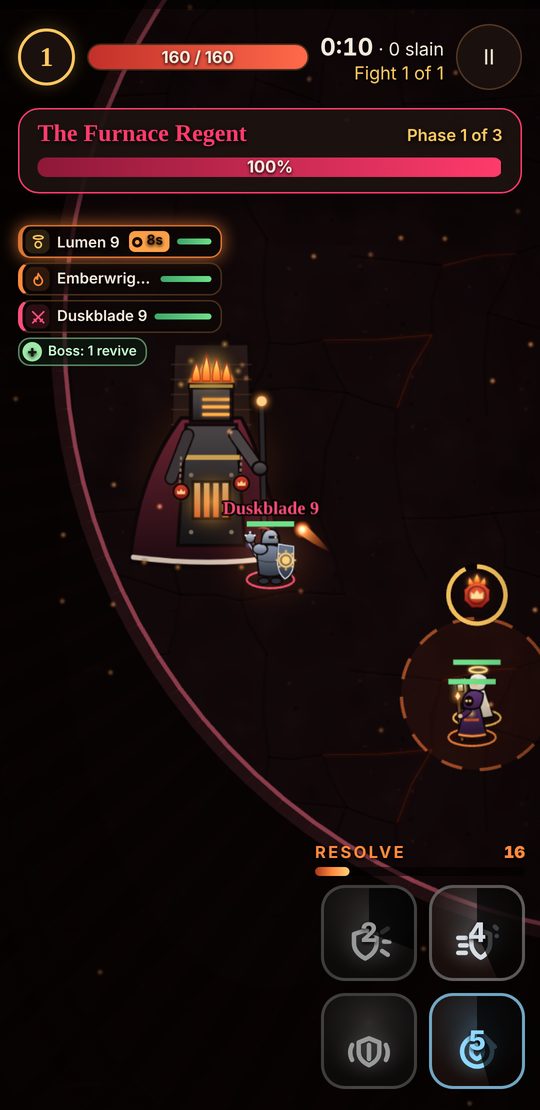 1
160 / 160
0:10 · 0 slain
Fight 1 of 1
The Furnace Regent
Phase 1 of 3
100%
Lumen 9
8s
Emberwrig...
Duskblade 9
Boss: 1 revive
Duskblade 9
RESOLVE
16
2
4
5